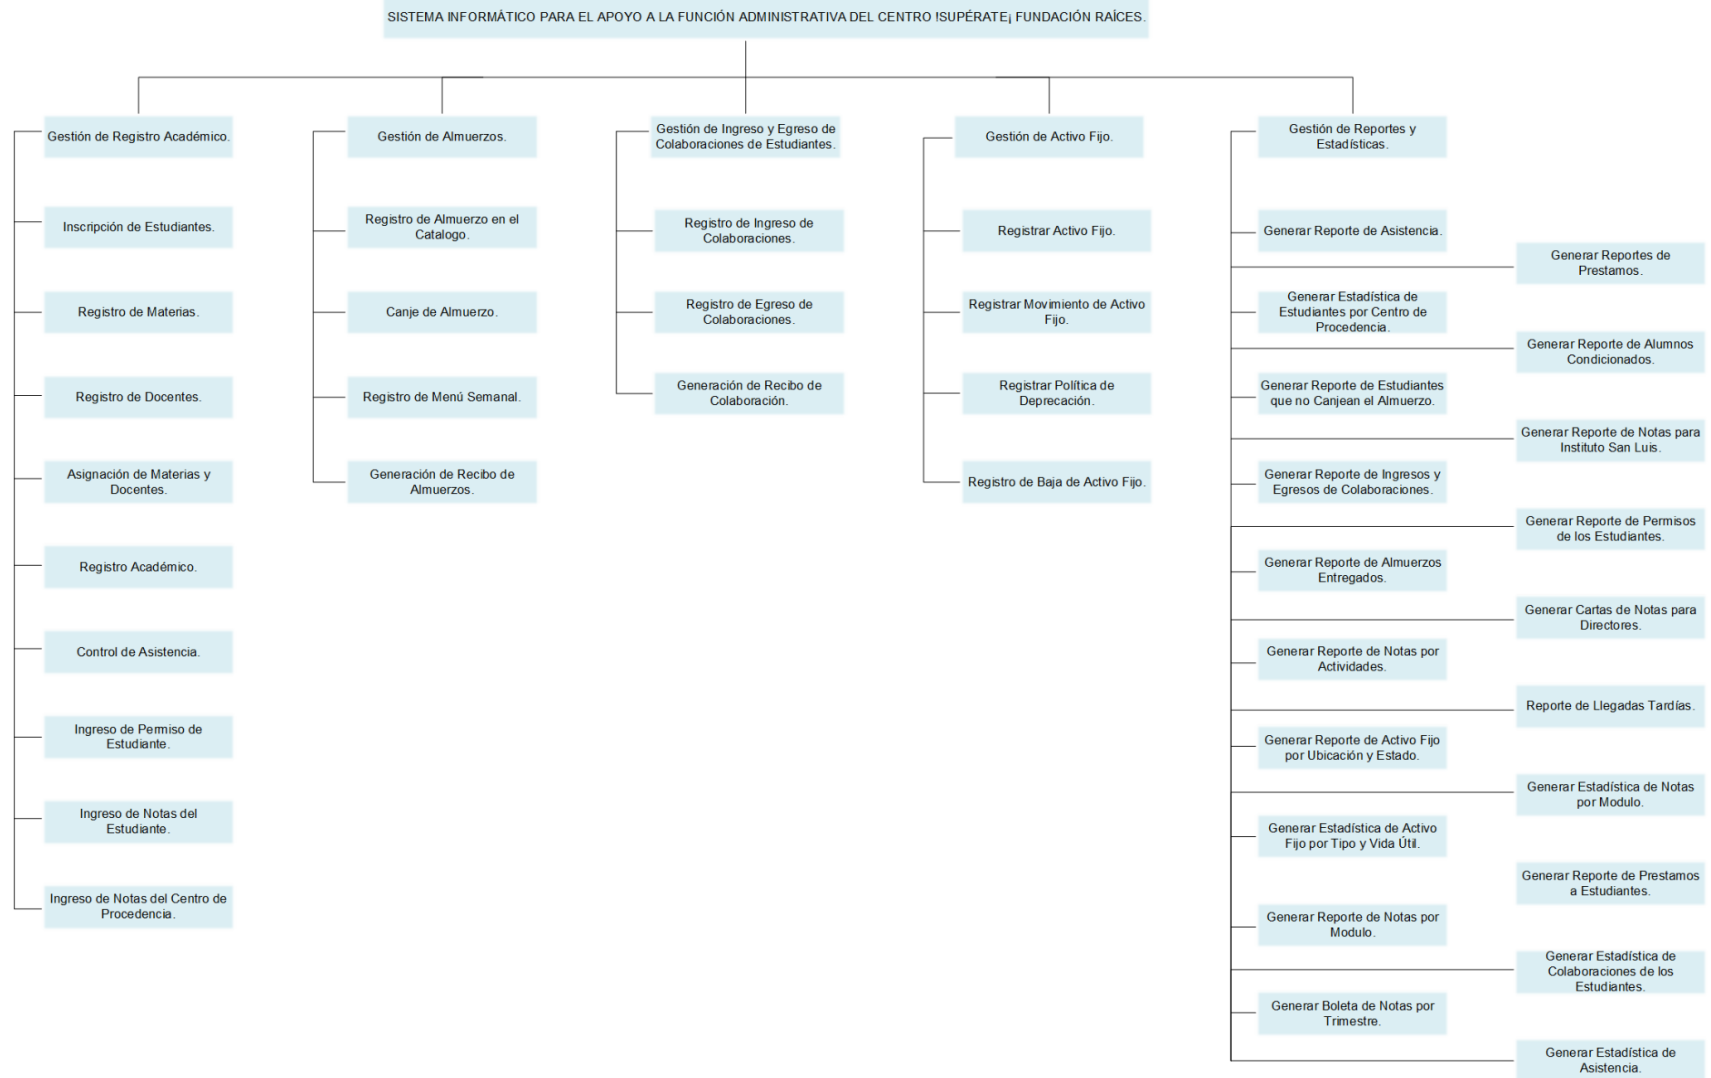 SISTEMA INFORMÁTICO PARA EL APOYO A LA FUNCIÓN ADMINISTRATIVA DEL CENTRO !SUPÉRATE¡ FUNDACIÓN RAÍCES.
Gestión de Registro Académico.
Inscripción de Estudiantes.
Registro de Materias.
Registro de Docentes.
Asignación de Materias y
Docentes.
Registro Académico.
Control de Asistencia.
Ingreso de Permiso de
Estudiante.
Ingreso de Notas del
Estudiante.
Ingreso de Notas del Centro de
Procedencia.
Gestión de Almuerzos.
Registro de Almuerzo en el
Catalogo.
Canje de Almuerzo.
Registro de Menú Semanal.
Generación de Recibo de
Almuerzos.
Gestión de Ingreso y Egreso de
Colaboraciones de Estudiantes.
Registro de Ingreso de
Colaboraciones.
Registro de Egreso de
Colaboraciones.
Generación de Recibo de
Colaboración.
Gestión de Activo Fijo.
Registrar Activo Fijo.
Registrar Movimiento de Activo
Fijo.
Registrar Política de
Deprecación.
Registro de Baja de Activo Fijo.
Gestión de Reportes y
Estadísticas.
Generar Reporte de Asistencia.
Generar Estadística de
Estudiantes por Centro de
Procedencia.
Generar Reporte de Estudiantes
que no Canjean el Almuerzo.
Generar Reporte de Ingresos y
Egresos de Colaboraciones.
Generar Reporte de Almuerzos
Entregados.
Generar Reporte de Notas por
Actividades.
Generar Reporte de Activo Fijo
por Ubicación y Estado.
Generar Estadística de Activo
Fijo por Tipo y Vida Útil.
Generar Reporte de Notas por
Modulo.
Generar Boleta de Notas por
Trimestre.
Generar Reportes de
Prestamos.
Generar Reporte de Alumnos
Condicionados.
Generar Reporte de Notas para
Instituto San Luis.
Generar Reporte de Permisos
de los Estudiantes.
Generar Cartas de Notas para
Directores.
Reporte de Llegadas Tardías.
Generar Estadística de Notas
por Modulo.
Generar Reporte de Prestamos
a Estudiantes.
Generar Estadística de
Colaboraciones de los
Estudiantes.
Generar Estadística de
Asistencia.